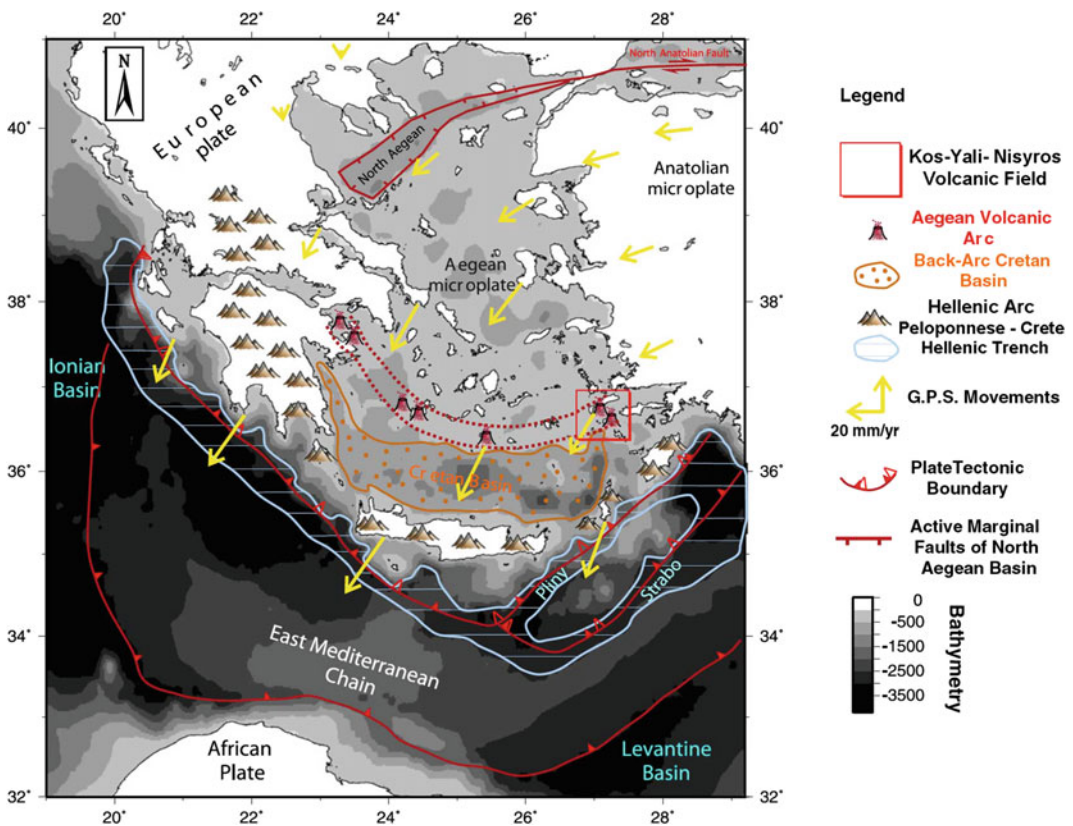 20° 22° 24° 26° 28°
N
North Anatolian Fault
European
plate
40°
North Aegean
Anatolian
microplate
Aegean
microplate
38°
Ionian
Basin
36°
Cretan Basin
Pliny
Strabo
34°
East Mediterranean
Chain
African
Plate
Levantine
Basin
32° 32°
20° 22° 24° 26° 28°
40°
38°
36°
34°
Legend
Kos-Yali- Nisyros
Volcanic Field
Aegean Volcanic
Arc
Back-Arc Cretan
Basin
Hellenic Arc
Peloponnese - Crete
Hellenic Trench
G.P.S. Movements
20 mm/yr
Plate Tectonic
Boundary
Active Marginal
Faults of North
Aegean Basin
0
-500
-1500
-2500
-3500
Bathymetry